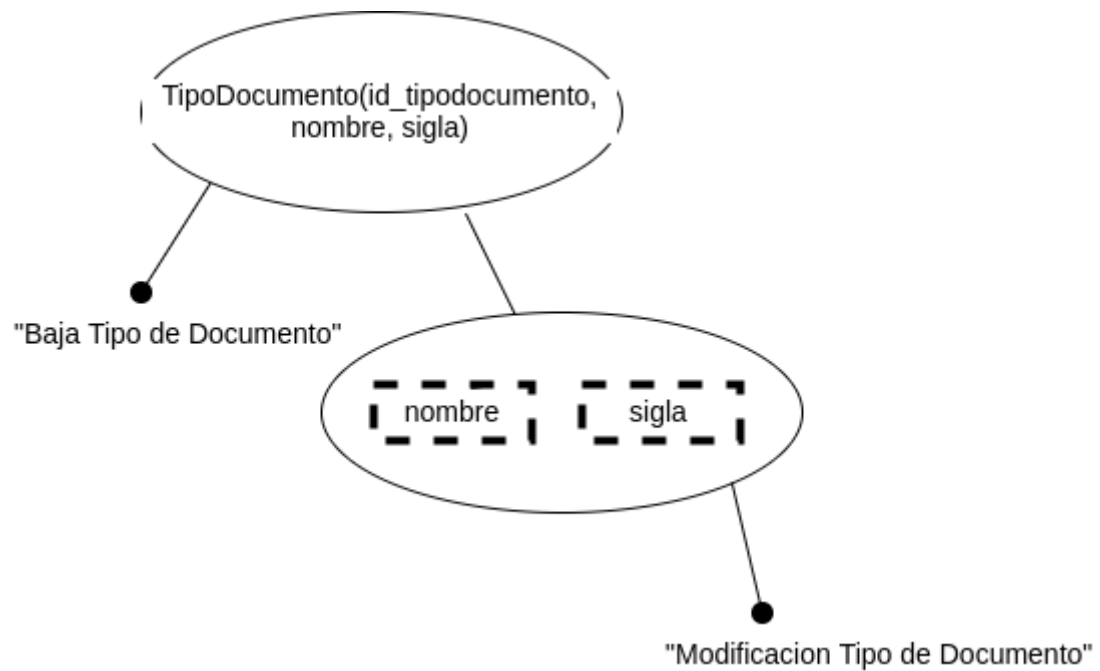 TipoDocumento(id_tipodocumento,
nombre, sigla)
"Baja Tipo de Documento"
nombre
sigla
"Modificacion Tipo de Documento"